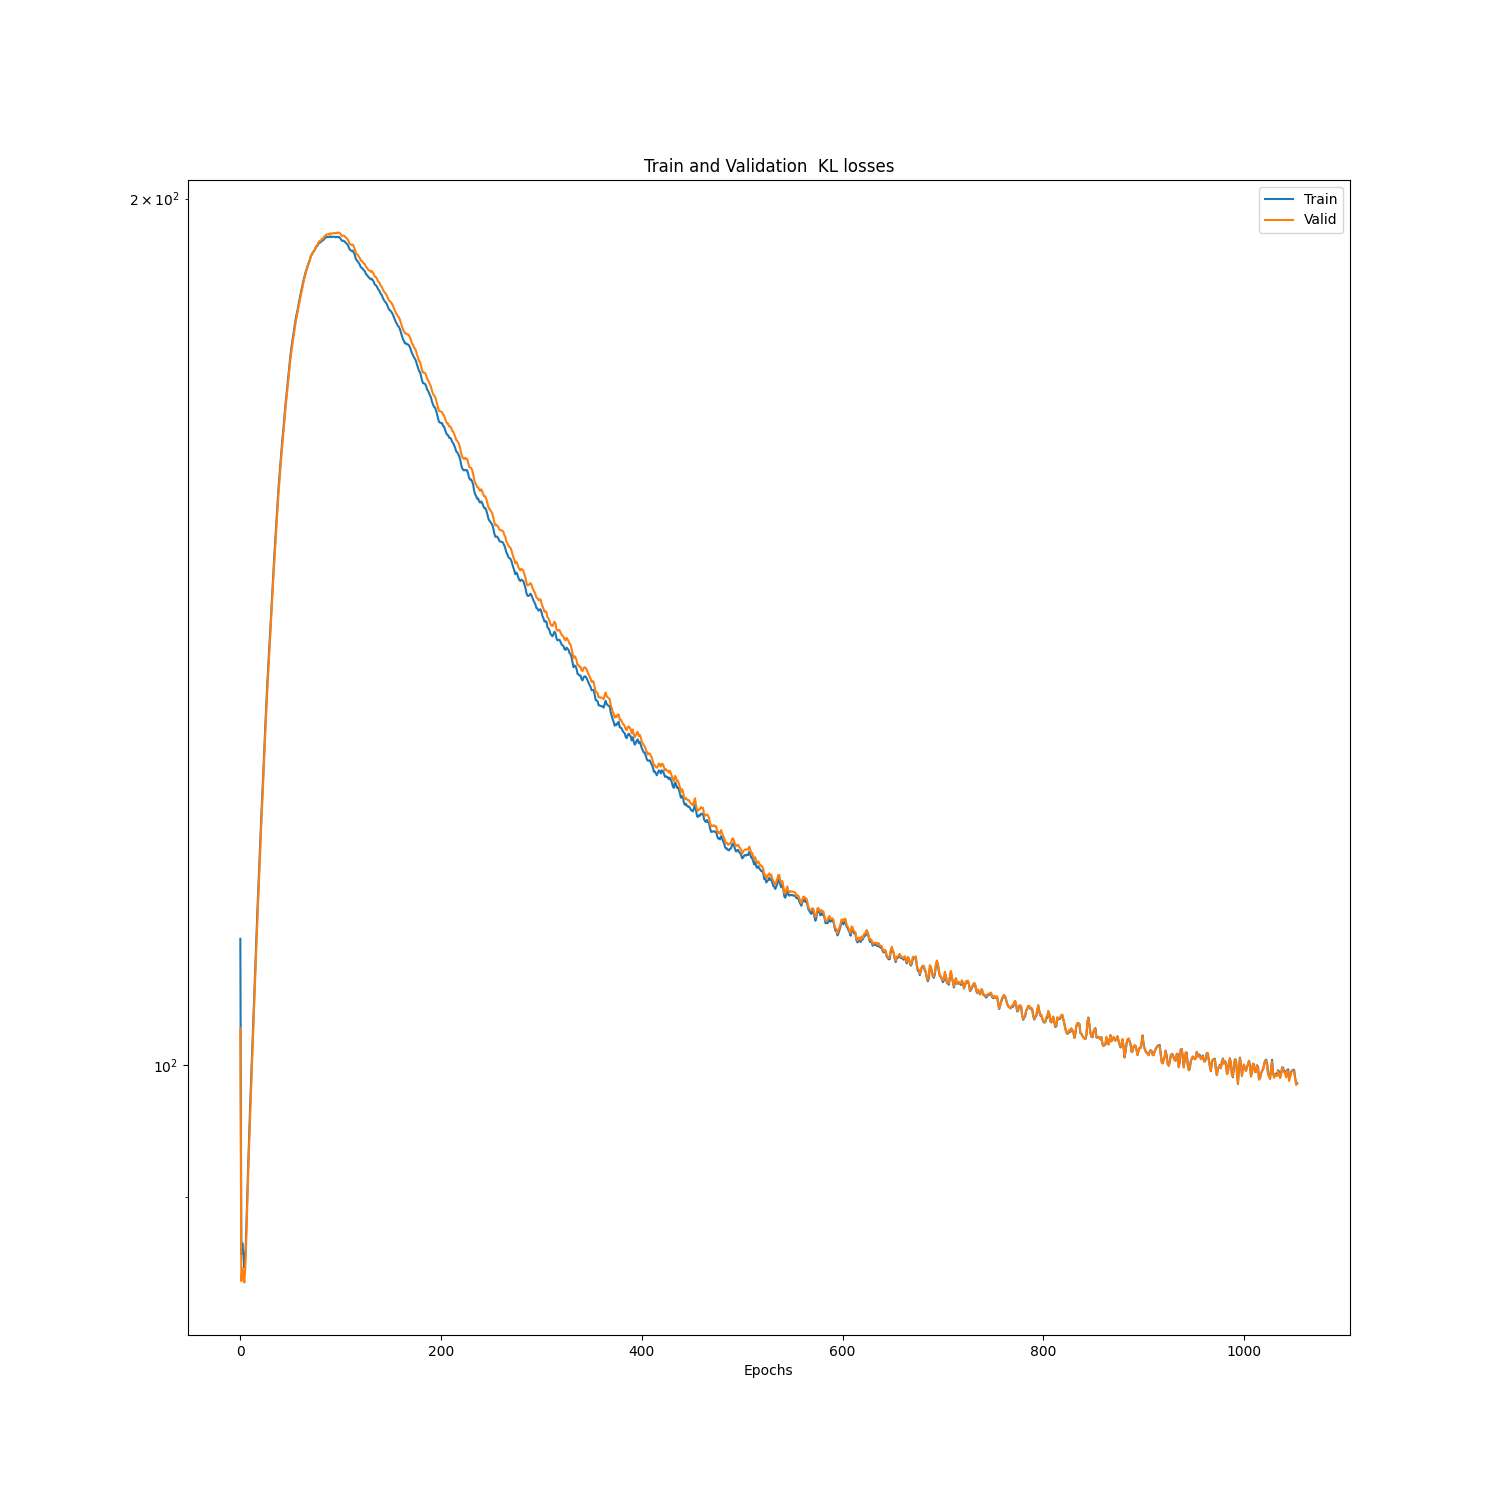 Train and Validation  KL losses
2 × 10²
Train
Valid
10²
0 200 400 600 800 1000
Epochs